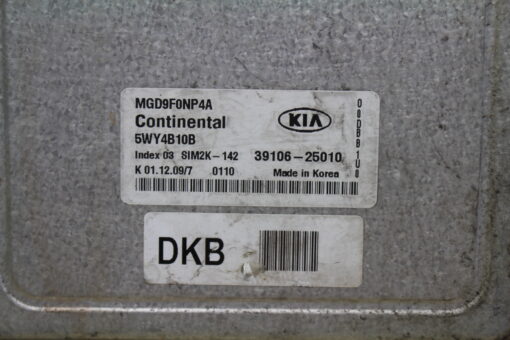 MGD9F0NP4A
Continental
KIA
5WY4B10B
Index 03 SIM2K-142 39106-25010
K 01.12.09/7 0110 Made in Korea
DKB